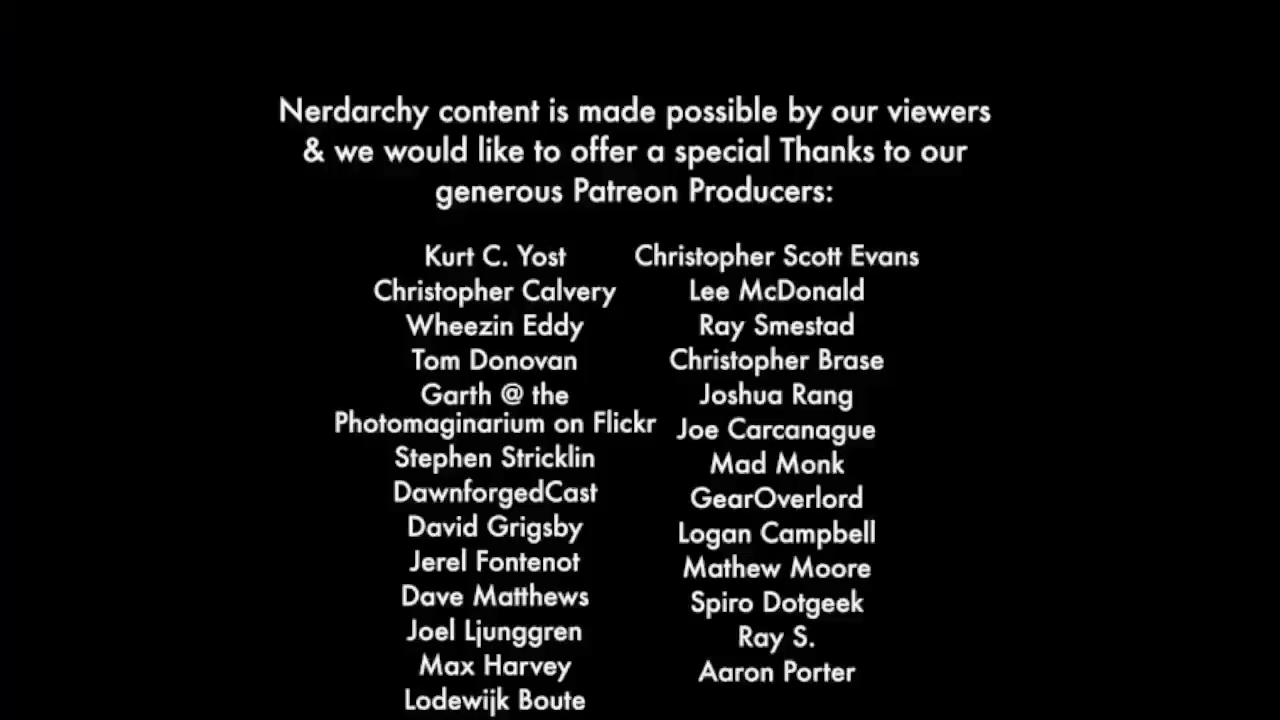 Nerdarchy content is made possible by our viewers
& we would like to offer a special Thanks to our
generous Patreon Producers:
Kurt C. Yost
Christopher Calvery
Wheezin Eddy
Tom Donovan
Garth @ the
Photomaginarium on Flickr
Stephen Stricklin
DawnforgedCast
David Grigsby
Jerel Fontenot
Dave Matthews
Joel Ljunggren
Max Harvey
Lodewijk Boute
Christopher Scott Evans
Lee McDonald
Ray Smestad
Christopher Brase
Joshua Rang
Joe Carcanague
Mad Monk
GearOverlord
Logan Campbell
Mathew Moore
Spiro Dotgeek
Ray S.
Aaron Porter